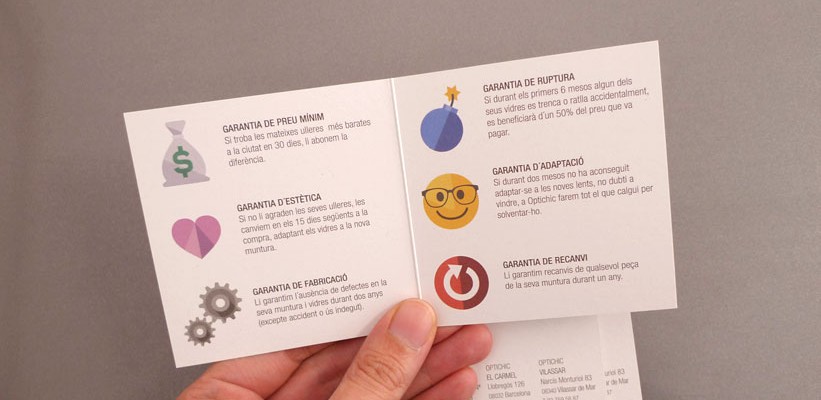 GARANTIA DE PREU MÍNIM
Si troba les mateixes ulleres més barates
a la ciutat en 30 dies, li abonem la
diferència.
GARANTIA D'ESTÈTICA
Si no li agraden les seves ulleres, les
canviem en els 15 dies següents a la
compra, adaptant els vidres a la nova
muntura.
GARANTIA DE FABRICACIÓ
Li garantim l'ausència de defectes en la
seva muntura i vidres durant dos anys
(excepte accident o ús indegut).
GARANTIA DE RUPTURA
Si durant els primers 6 mesos algun dels
seus vidres es trenca o ratlla accidentalment,
es beneficiarà d'un 50% del preu que va
pagar.
GARANTIA D´ADAPTACIÓ
Si durant dos mesos no ha aconseguit
adaptar-se a les noves lents, no dubti a
vindre, a Optichic farem tot el que calgui per
solventar-ho.
GARANTIA DE RECANVI
Li garantim recanvis de qualsevol peça
de la seva muntura durant un any.
OPTICHIC
EL CARMEL
Llobregós 126
08032 Barcelona
OPTICHIC
VILASSAR
Narcís Monturiol 83
08340 Vilassar de Mar
uriol 83
ar de Mar
$